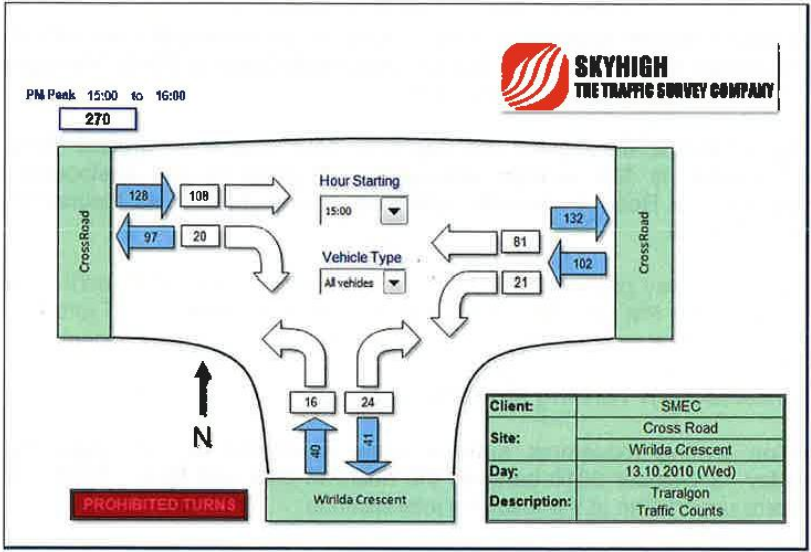 SKYHIGH
THE TRAFFIC SURVEY COMPANY
PM Peak 15:00 to 16:00
270
Cross Road
128
108
97
20
Hour Starting
15:00
Vehicle Type
All vehicles
132
81
102
21
Cross Road
16
24
40
41
N
PROHIBITED TURNS
Wirilda Crescent
Client: SMEC
Site: Cross Road
Wirilda Crescent
Day: 13.10.2010 (Wed)
Description: Traralgon
Traffic Counts